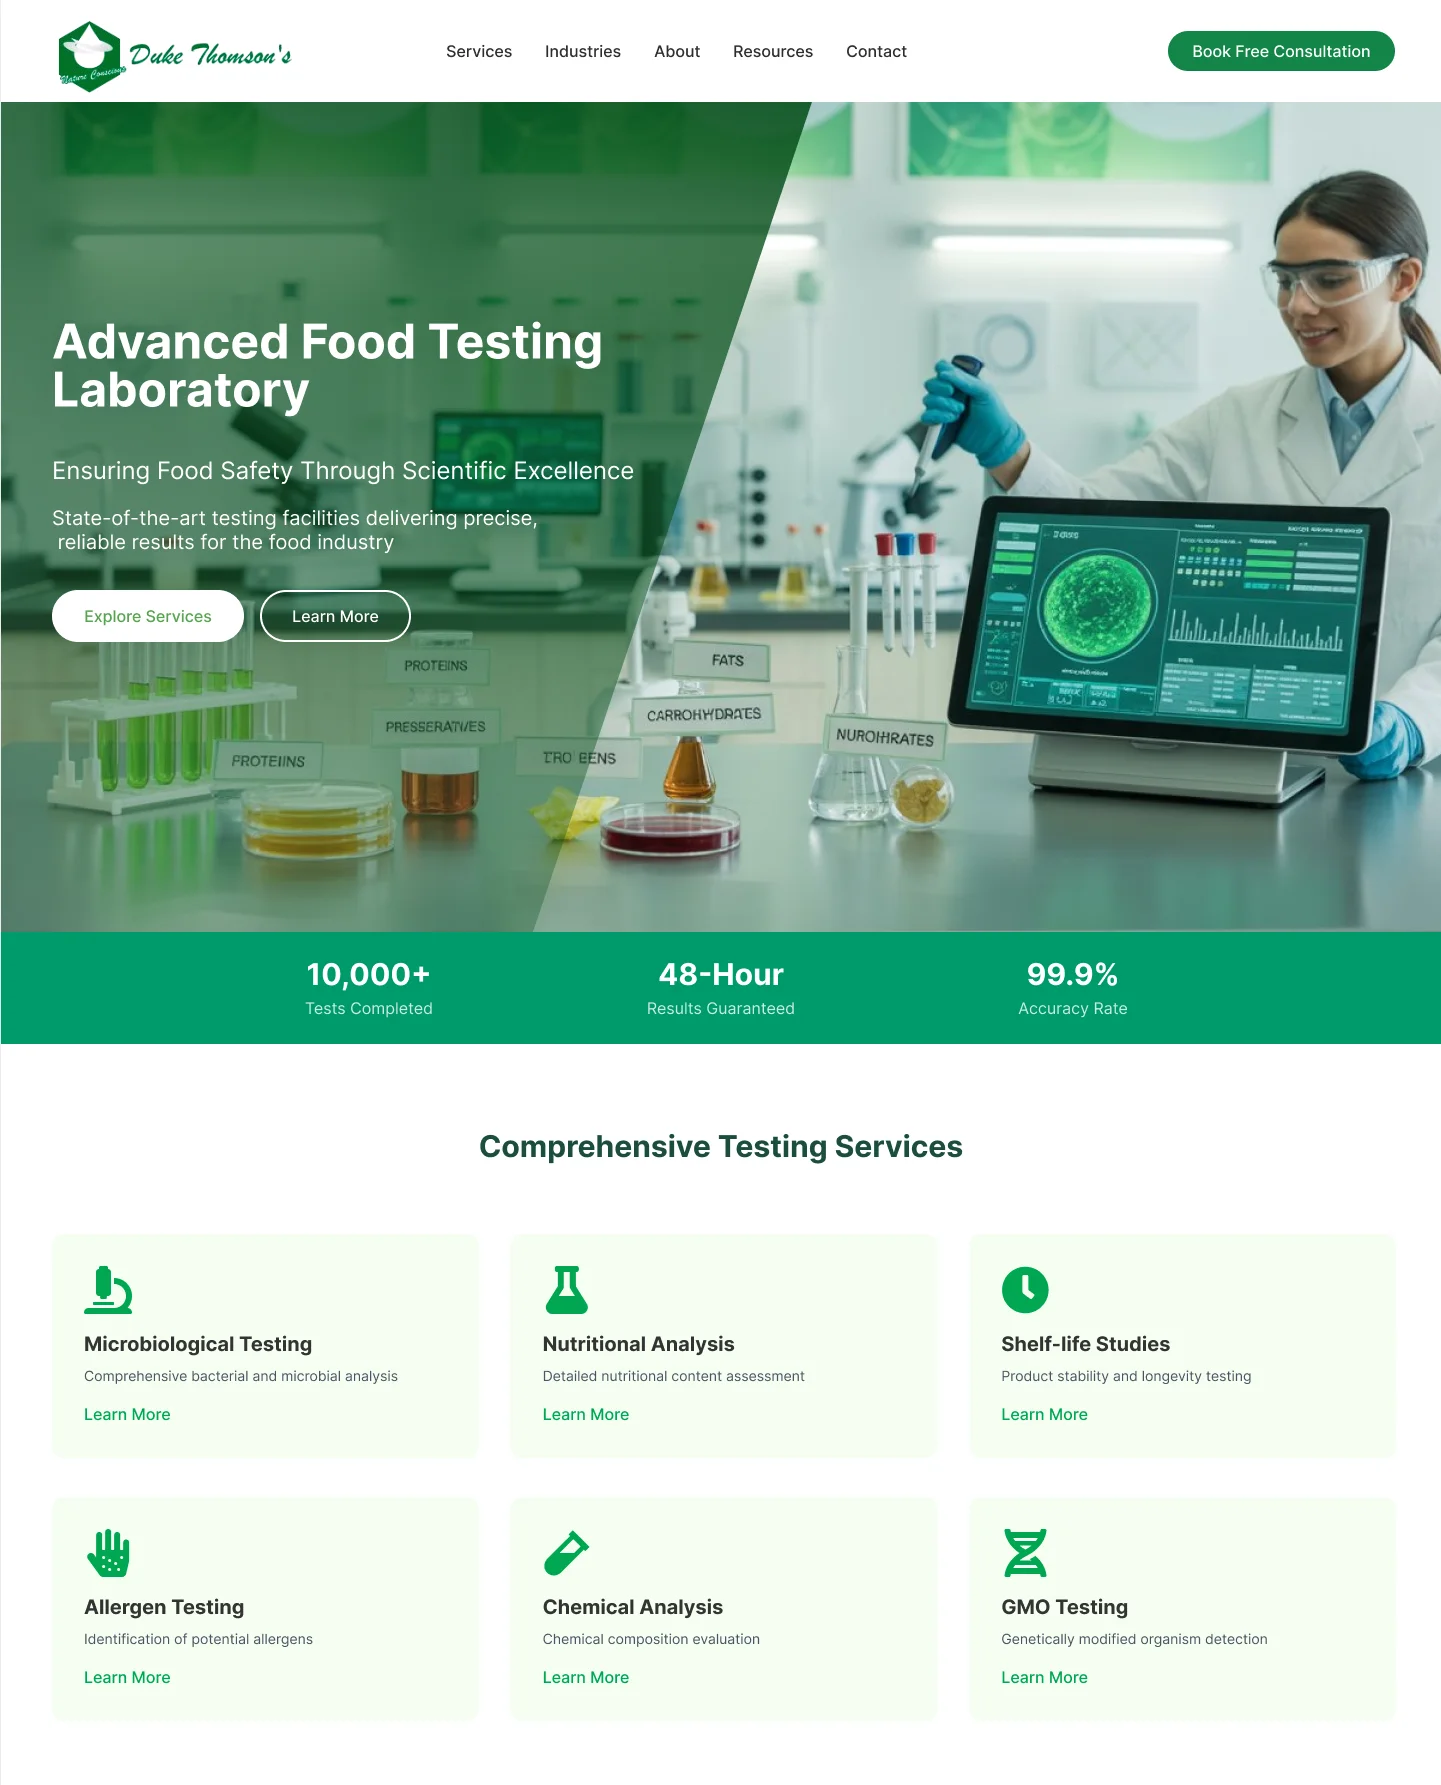 Duke Thomson's
Nature Conscious
Services
Industries
About
Resources
Contact
Book Free Consultation
Advanced Food Testing
Laboratory
Ensuring Food Safety Through Scientific Excellence
State-of-the-art testing facilities delivering precise,
reliable results for the food industry
Explore Services
Learn More
PROTEINS
FATS
PRESSERATIVES
CARROHYDRATES
NUROHHRATES
PROTEIINS
10,000+
Tests Completed
48-Hour
Results Guaranteed
99.9%
Accuracy Rate
Comprehensive Testing Services
Microbiological Testing
Comprehensive bacterial and microbial analysis
Learn More
Nutritional Analysis
Detailed nutritional content assessment
Learn More
Shelf-life Studies
Product stability and longevity testing
Learn More
Allergen Testing
Identification of potential allergens
Learn More
Chemical Analysis
Chemical composition evaluation
Learn More
GMO Testing
Genetically modified organism detection
Learn More